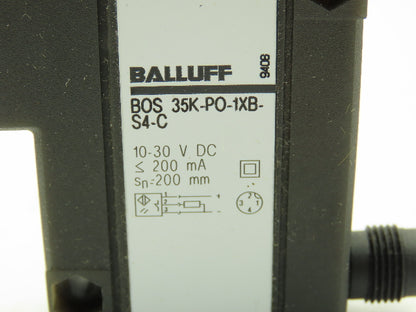 BALLUFF
9408
BOS 35K-PO-1XB-
S4-C
10-30 V DC
≤ 200 mA
sn=200 mm